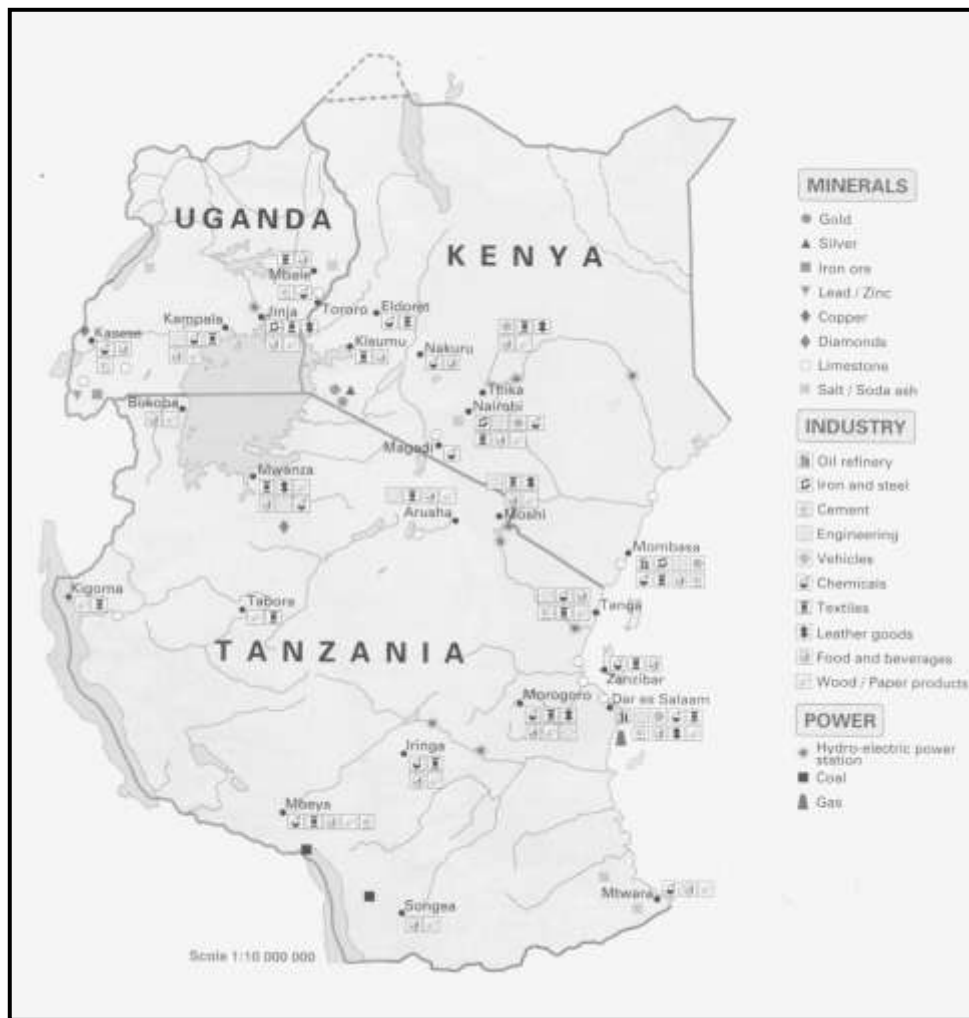 UGANDA
KENYA
Mbale
Tororo
Eldoret
Jinja
Kampala
Kisumu
Nakuru
Kasese
Thika
Nairobi
Bukoba
Magadi
Mwanza
Arusha
Moshi
Mombasa
Kigoma
Tabora
Tanga
TANZANIA
Zanzibar
Morogoro
Dar es Salaam
Iringa
Mbeya
Mtwara
Songea
Scale 1:10 000 000
MINERALS
Gold
Silver
Iron ore
Lead / Zinc
Copper
Diamonds
Limestone
Salt / Soda ash
INDUSTRY
Oil refinery
Iron and steel
Cement
Engineering
Vehicles
Chemicals
Textiles
Leather goods
Food and beverages
Wood / Paper products
POWER
Hydro-electric power
station
Coal
Gas